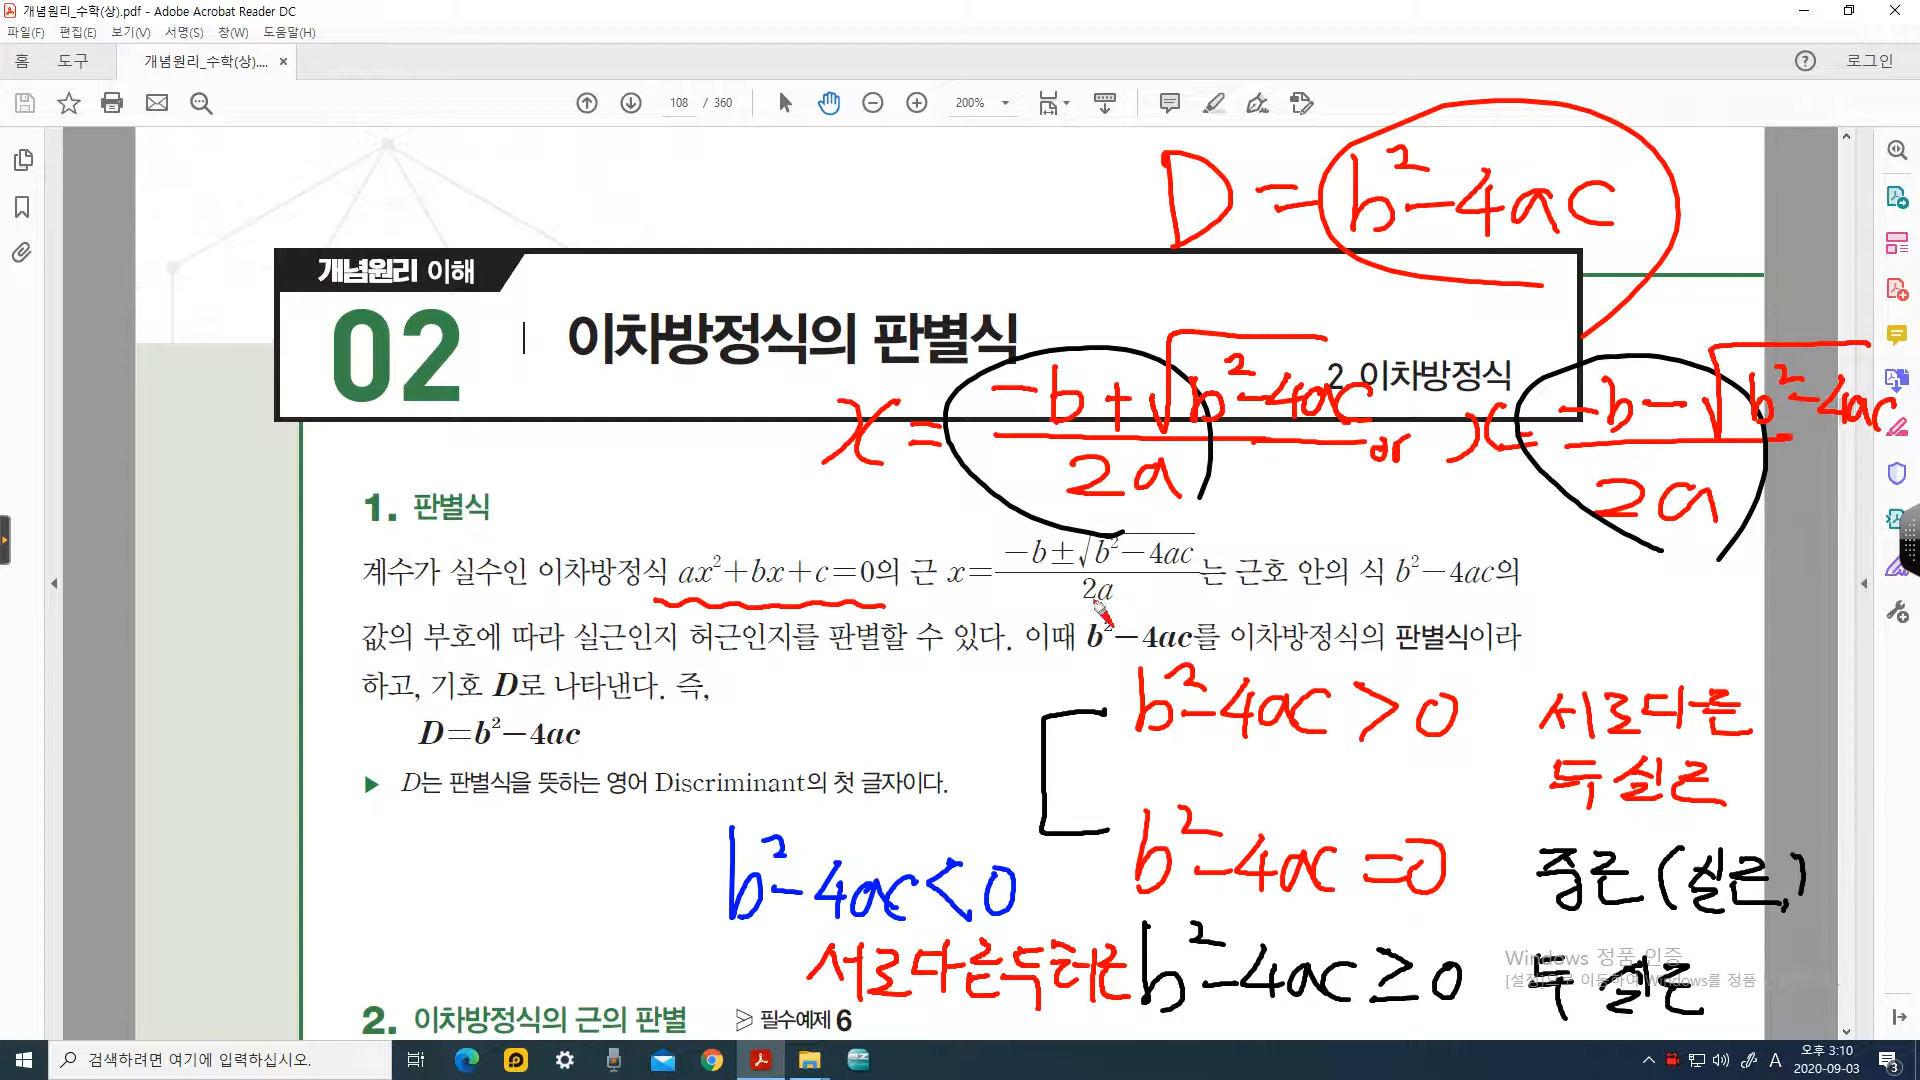 개념원리_수학(상).pdf - Adobe Acrobat Reader DC
파일(F) 편집(E) 보기(V) 서명(S) 창(W) 도움말(H)
홈 도구 개념원리_수학(상).... × 로그인
108 / 360 200%
D = b²-4ac
개념원리 이해
02 이차방정식의 판별식
2 이차방정식
x = -b+√b²-4ac / 2a or x = -b-√b²-4ac / 2a
1. 판별식
계수가 실수인 이차방정식 ax²+bx+c=0의 근 x= -b±√b²-4ac / 2a 는 근호 안의 식 b²-4ac의
값의 부호에 따라 실근인지 허근인지를 판별할 수 있다. 이때 b²-4ac를 이차방정식의 판별식이라
하고, 기호 D로 나타낸다. 즉,
D=b²-4ac
▶ D는 판별식을 뜻하는 영어 Discriminant의 첫 글자이다.
b²-4ac>0 서로다른
두실근
b²-4ac=0 중근(실근)
b²-4ac<0
서로다른두허근
b²-4ac≥0 두 실근
Windows 정품 인증
2. 이차방정식의 근의 판별 필수예제 6
검색하려면 여기에 입력하십시오.
A 오후 3:10
2020-09-03
3